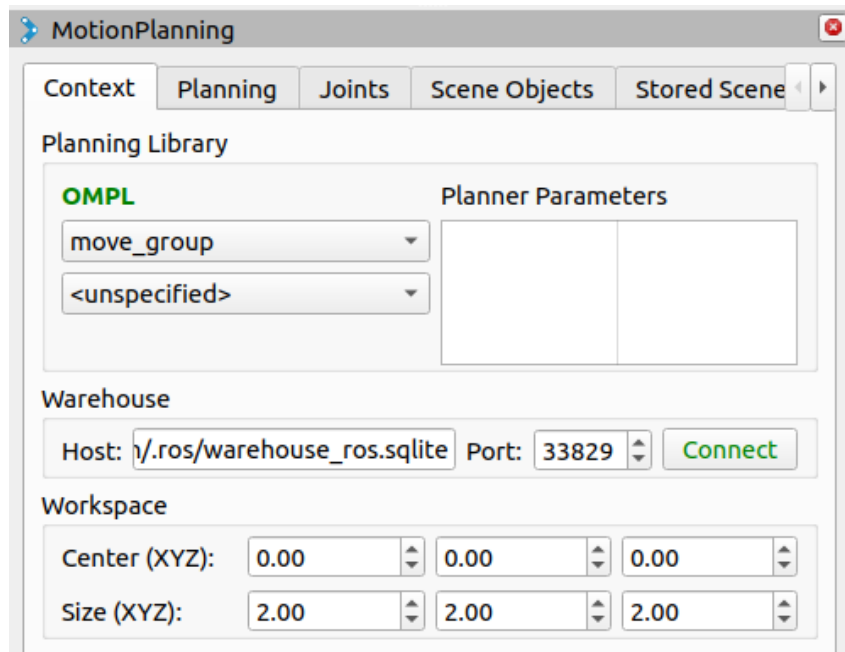 MotionPlanning
Context Planning Joints Scene Objects Stored Scene
Planning Library
OMPL Planner Parameters
move_group
<unspecified>
Warehouse
Host: /.ros/warehouse_ros.sqlite Port: 33829 Connect
Workspace
Center (XYZ): 0.00 0.00 0.00
Size (XYZ): 2.00 2.00 2.00